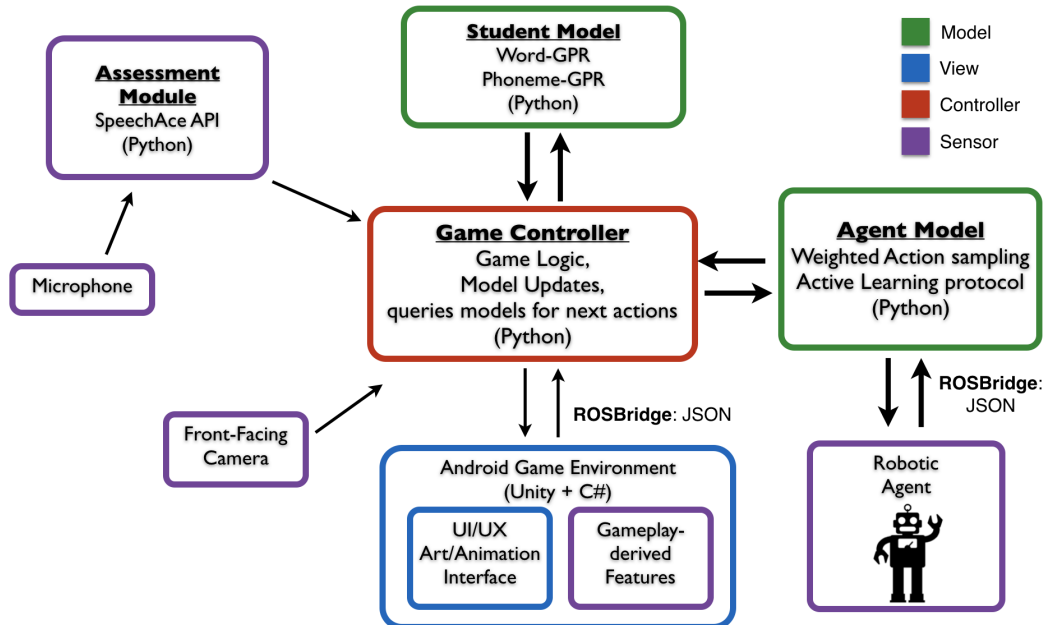 Assessment
Module
SpeechAce API
(Python)
Student Model
Word-GPR
Phoneme-GPR
(Python)
Model
View
Controller
Sensor
Microphone
Game Controller
Game Logic,
Model Updates,
queries models for next actions
(Python)
Agent Model
Weighted Action sampling
Active Learning protocol
(Python)
Front-Facing
Camera
ROSBridge: JSON
ROSBridge:
JSON
Android Game Environment
(Unity + C#)
UI/UX
Art/Animation
Interface
Gameplay-
derived
Features
Robotic
Agent